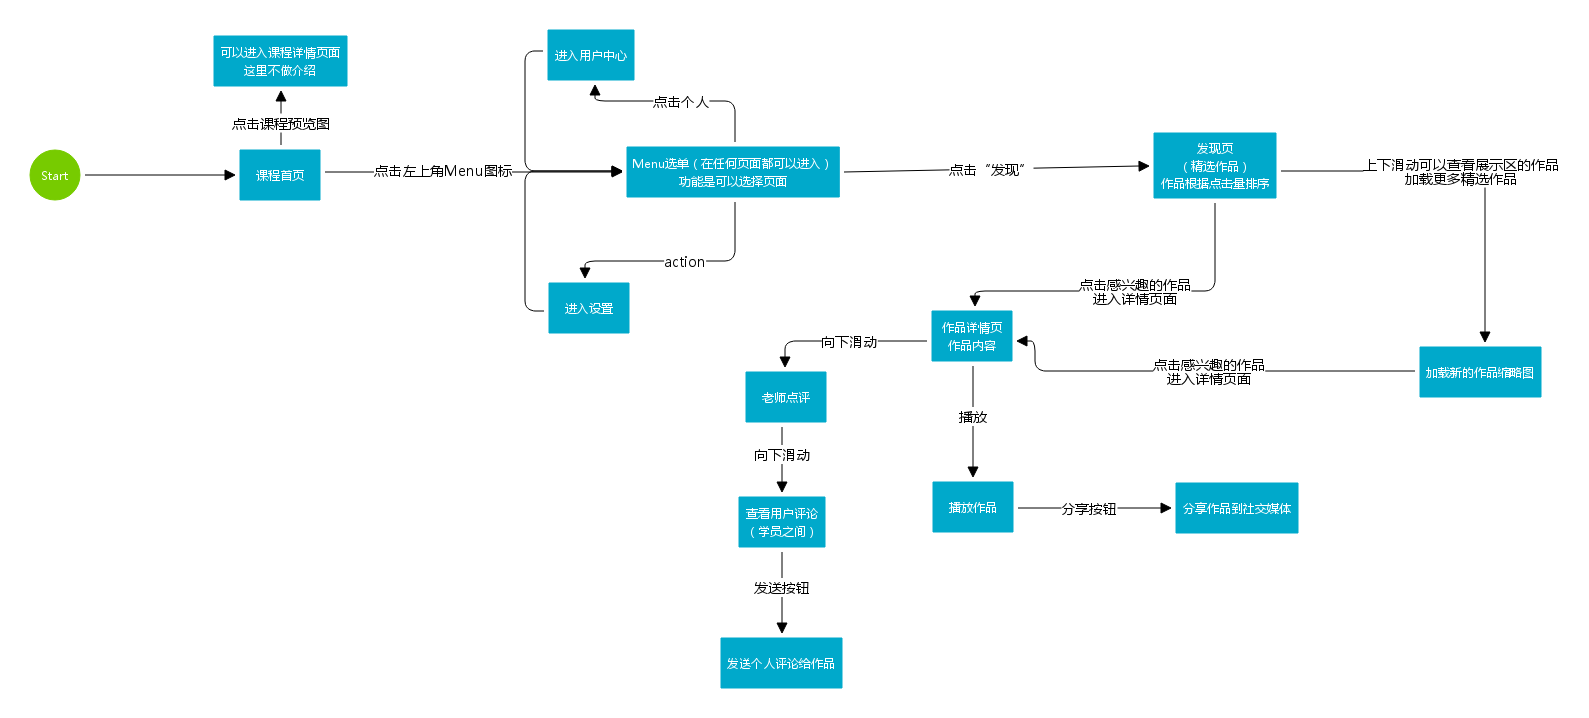 可以进入课程详情页面
这里不做介绍
点击课程预览图
Start
课程首页
点击左上角Menu图标
进入用户中心
点击个人
Menu选单（在任何页面都可以进入）
功能是可以选择页面
action
进入设置
点击“发现”
发现页
（精选作品）
作品根据点击量排序
上下滑动可以查看展示区的作品
加载更多精选作品
点击感兴趣的作品
进入详情页面
作品详情页
作品内容
点击感兴趣的作品
进入详情页面
加载新的作品缩略图
向下滑动
老师点评
向下滑动
查看用户评论
（学员之间）
发送按钮
发送个人评论给作品
播放
播放作品
分享按钮
分享作品到社交媒体